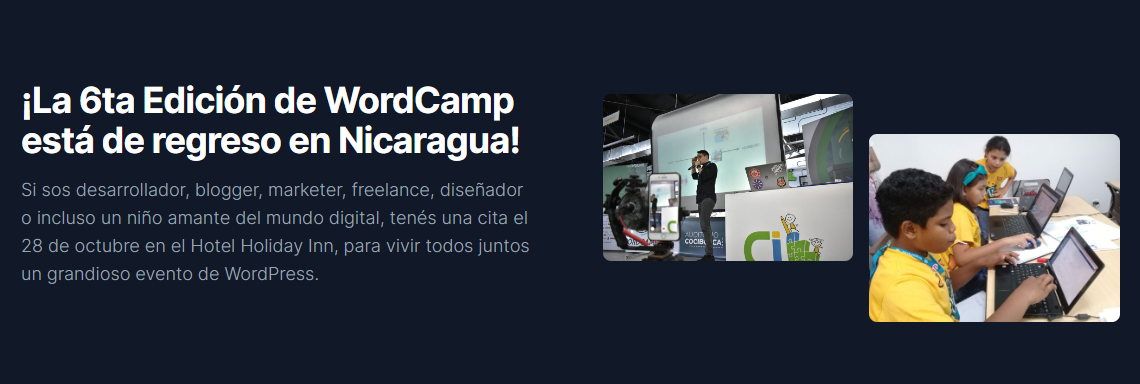 ¡La 6ta Edición de WordCamp
está de regreso en Nicaragua!
Si sos desarrollador, blogger, marketer, freelance, diseñador
o incluso un niño amante del mundo digital, tenés una cita el
28 de octubre en el Hotel Holiday Inn, para vivir todos juntos
un grandioso evento de WordPress.
AUDITORIO
COCIBOLCA